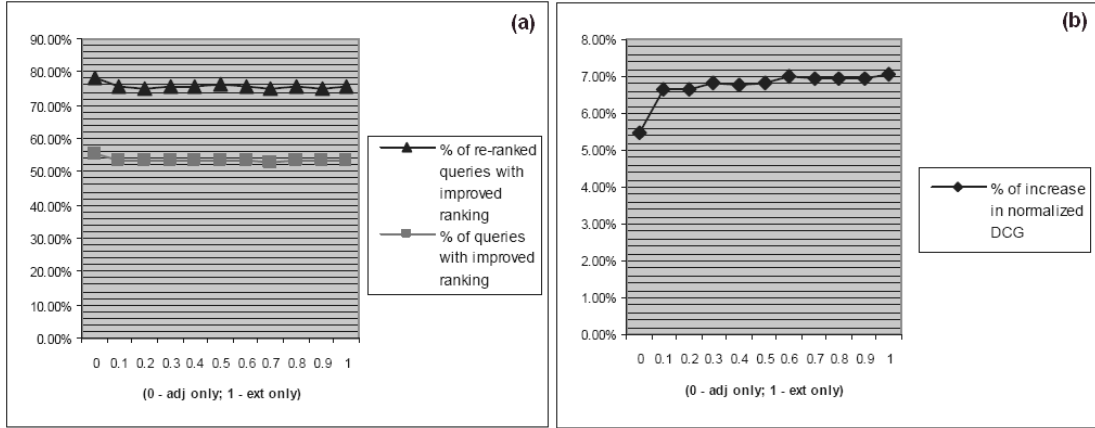 (a)
90.00%
80.00%
70.00%
60.00%
50.00%
40.00%
30.00%
20.00%
10.00%
0.00%
0 0.1 0.2 0.3 0.4 0.5 0.6 0.7 0.8 0.9 1
(0 - adj only; 1 - ext only)
% of re-ranked
queries with
improved
ranking
% of queries
with improved
ranking
(b)
8.00%
7.00%
6.00%
5.00%
4.00%
3.00%
2.00%
1.00%
0.00%
0 0.1 0.2 0.3 0.4 0.5 0.6 0.7 0.8 0.9 1
(0 - adj only; 1 - ext only)
% of increase
in normalized
DCG